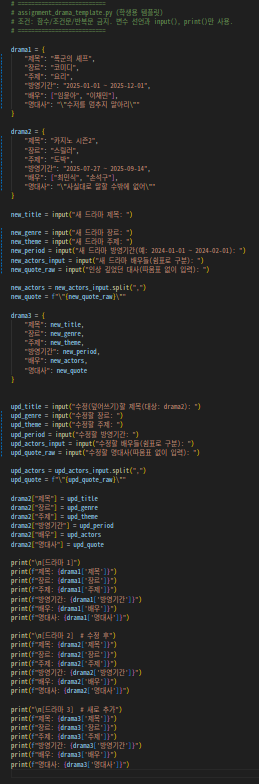 # =========================
# assignment_drama_template.py (학생용 템플릿)
# 조건: 함수/조건문/반복문 금지. 변수 선언과 input(), print()만 사용.
# =========================

drama1 = {
    "제목": "폭군의 셰프",
    "장르": "코미디",
    "주제": "요리",
    "방영기간": "2025-01-01 ~ 2025-12-01",
    "배우": ["임윤아", "이채민"],
    "명대사": "\"수저를 멈추지 말아라\""
}

drama2 = {
    "제목": "카지노 시즌2",
    "장르": "스릴러",
    "주제": "도박",
    "방영기간": "2025-07-27 ~ 2025-09-14",
    "배우": ["최민식", "손석구"],
    "명대사": "\"사실대로 말할 수밖에 없어\""
}

new_title = input("새 드라마 제목: ")

new_genre = input("새 드라마 장르: ")
new_theme = input("새 드라마 주제: ")
new_period = input("새 드라마 방영기간(예: 2024-01-01 ~ 2024-02-01): ")
new_actors_input = input("새 드라마 배우들(쉼표로 구분): ")
new_quote_raw = input("인상 깊었던 대사(따옴표 없이 입력): ")

new_actors = new_actors_input.split(",")
new_quote = f"\"{new_quote_raw}\""

drama3 = {
    "제목": new_title,
    "장르": new_genre,
    "주제": new_theme,
    "방영기간": new_period,
    "배우": new_actors,
    "명대사": new_quote
}

upd_title = input("수정(덮어쓰기)할 제목(대상: drama2): ")
upd_genre = input("수정할 장르: ")
upd_theme = input("수정할 주제: ")
upd_period = input("수정할 방영기간: ")
upd_actors_input = input("수정할 배우들(쉼표로 구분): ")
upd_quote_raw = input("수정할 명대사(따옴표 없이 입력): ")

upd_actors = upd_actors_input.split(",")
upd_quote = f"\"{upd_quote_raw}\""

drama2["제목"] = upd_title
drama2["장르"] = upd_genre
drama2["주제"] = upd_theme
drama2["방영기간"] = upd_period
drama2["배우"] = upd_actors
drama2["명대사"] = upd_quote

print("\n[드라마 1]")
print(f"제목: {drama1['제목']}")
print(f"장르: {drama1['장르']}")
print(f"주제: {drama1['주제']}")
print(f"방영기간: {drama1['방영기간']}")
print(f"배우: {drama1['배우']}")
print(f"명대사: {drama1['명대사']}")

print("\n[드라마 2]  # 수정 후")
print(f"제목: {drama2['제목']}")
print(f"장르: {drama2['장르']}")
print(f"주제: {drama2['주제']}")
print(f"방영기간: {drama2['방영기간']}")
print(f"배우: {drama2['배우']}")
print(f"명대사: {drama2['명대사']}")

print("\n[드라마 3]  # 새로 추가")
print(f"제목: {drama3['제목']}")
print(f"장르: {drama3['장르']}")
print(f"주제: {drama3['주제']}")
print(f"방영기간: {drama3['방영기간']}")
print(f"배우: {drama3['배우']}")
print(f"명대사: {drama3['명대사']}")